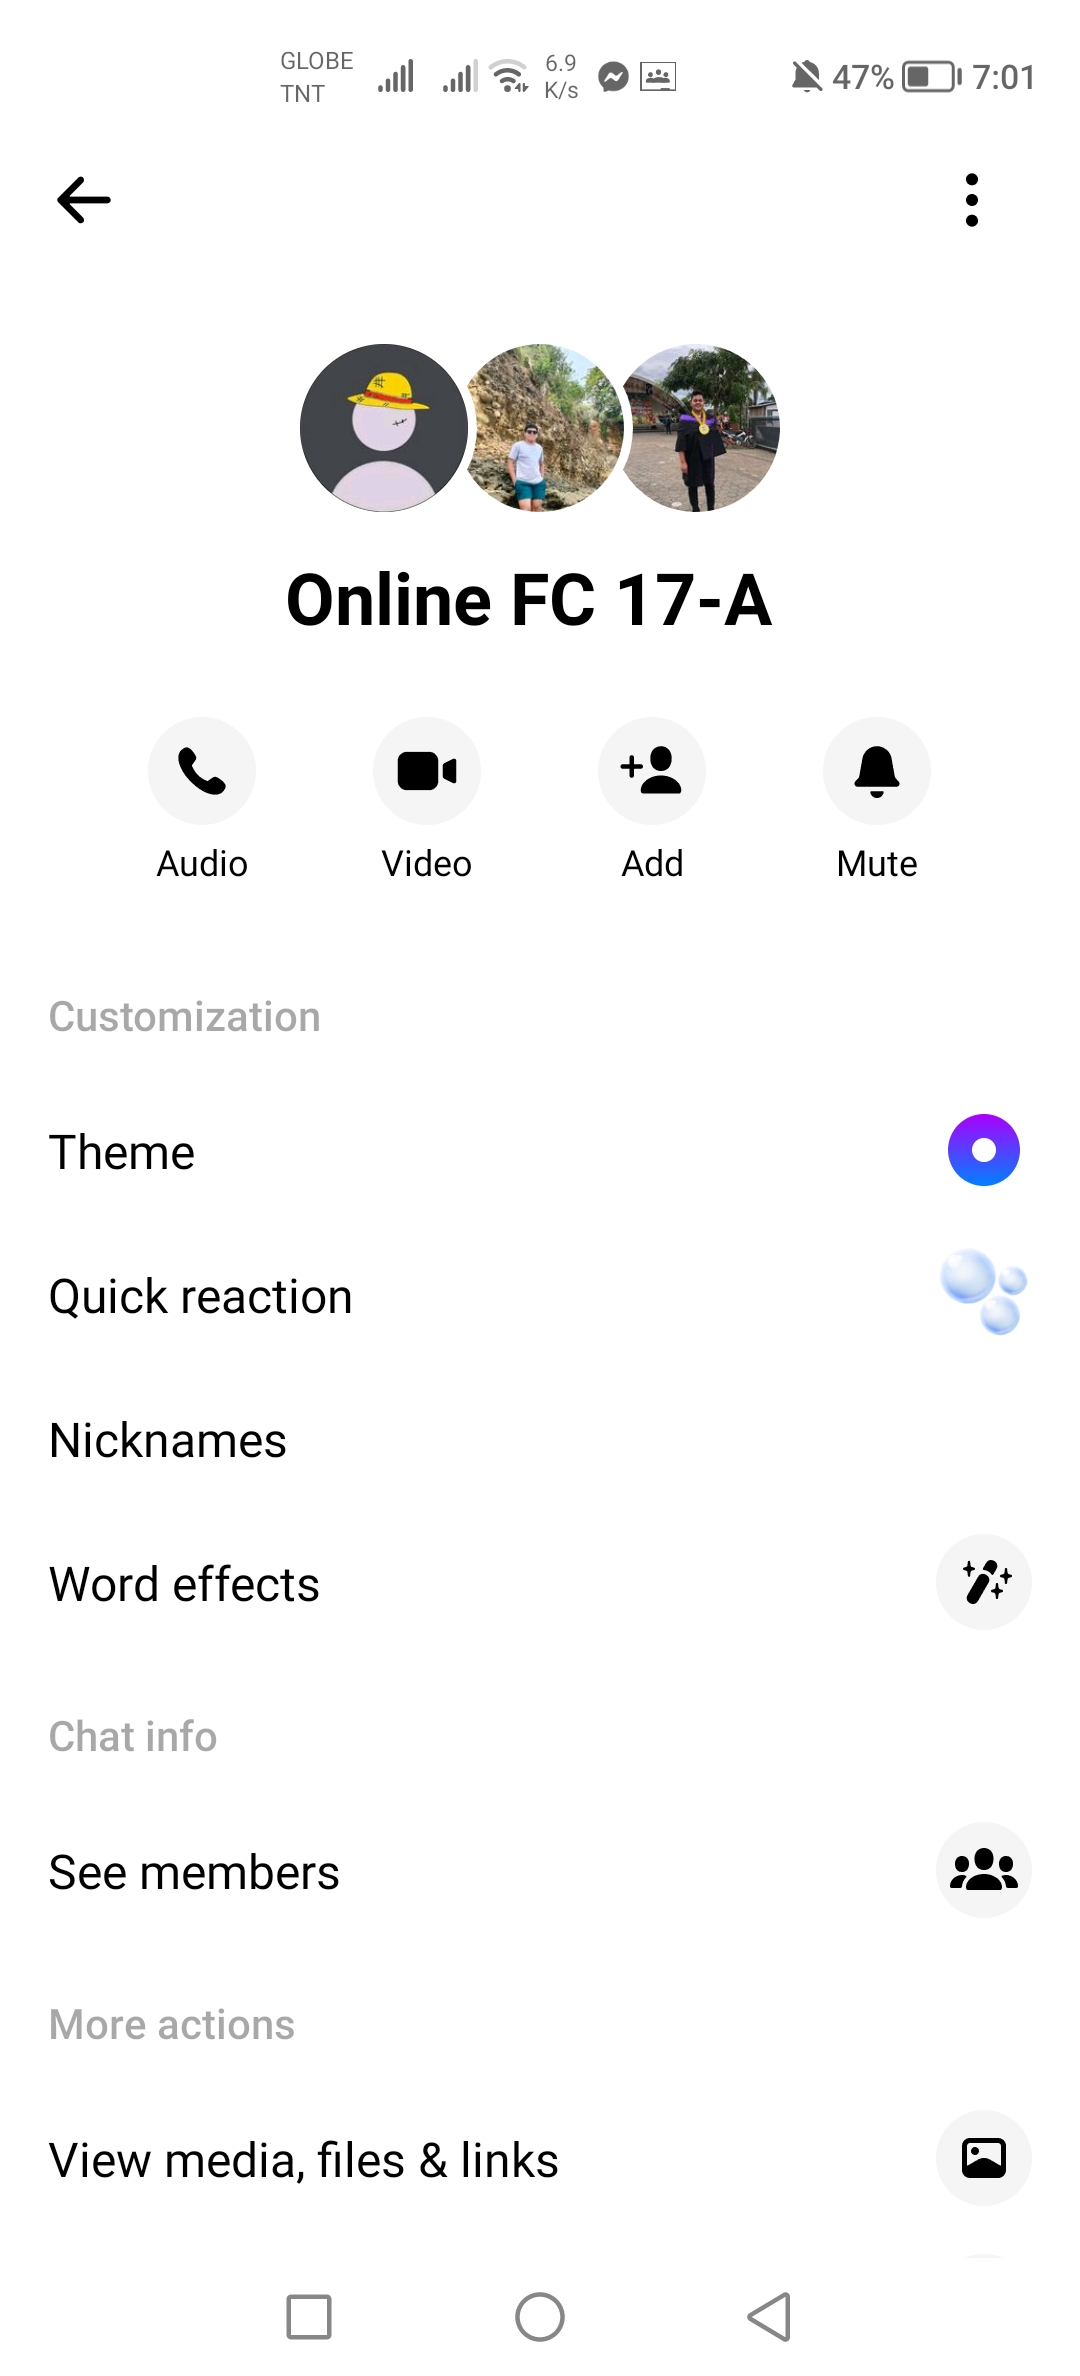 GLOBE
TNT
6.9
K/s
47%
7:01
Online FC 17-A
Audio
Video
Add
Mute
Customization
Theme
Quick reaction
Nicknames
Word effects
Chat info
See members
More actions
View media, files & links